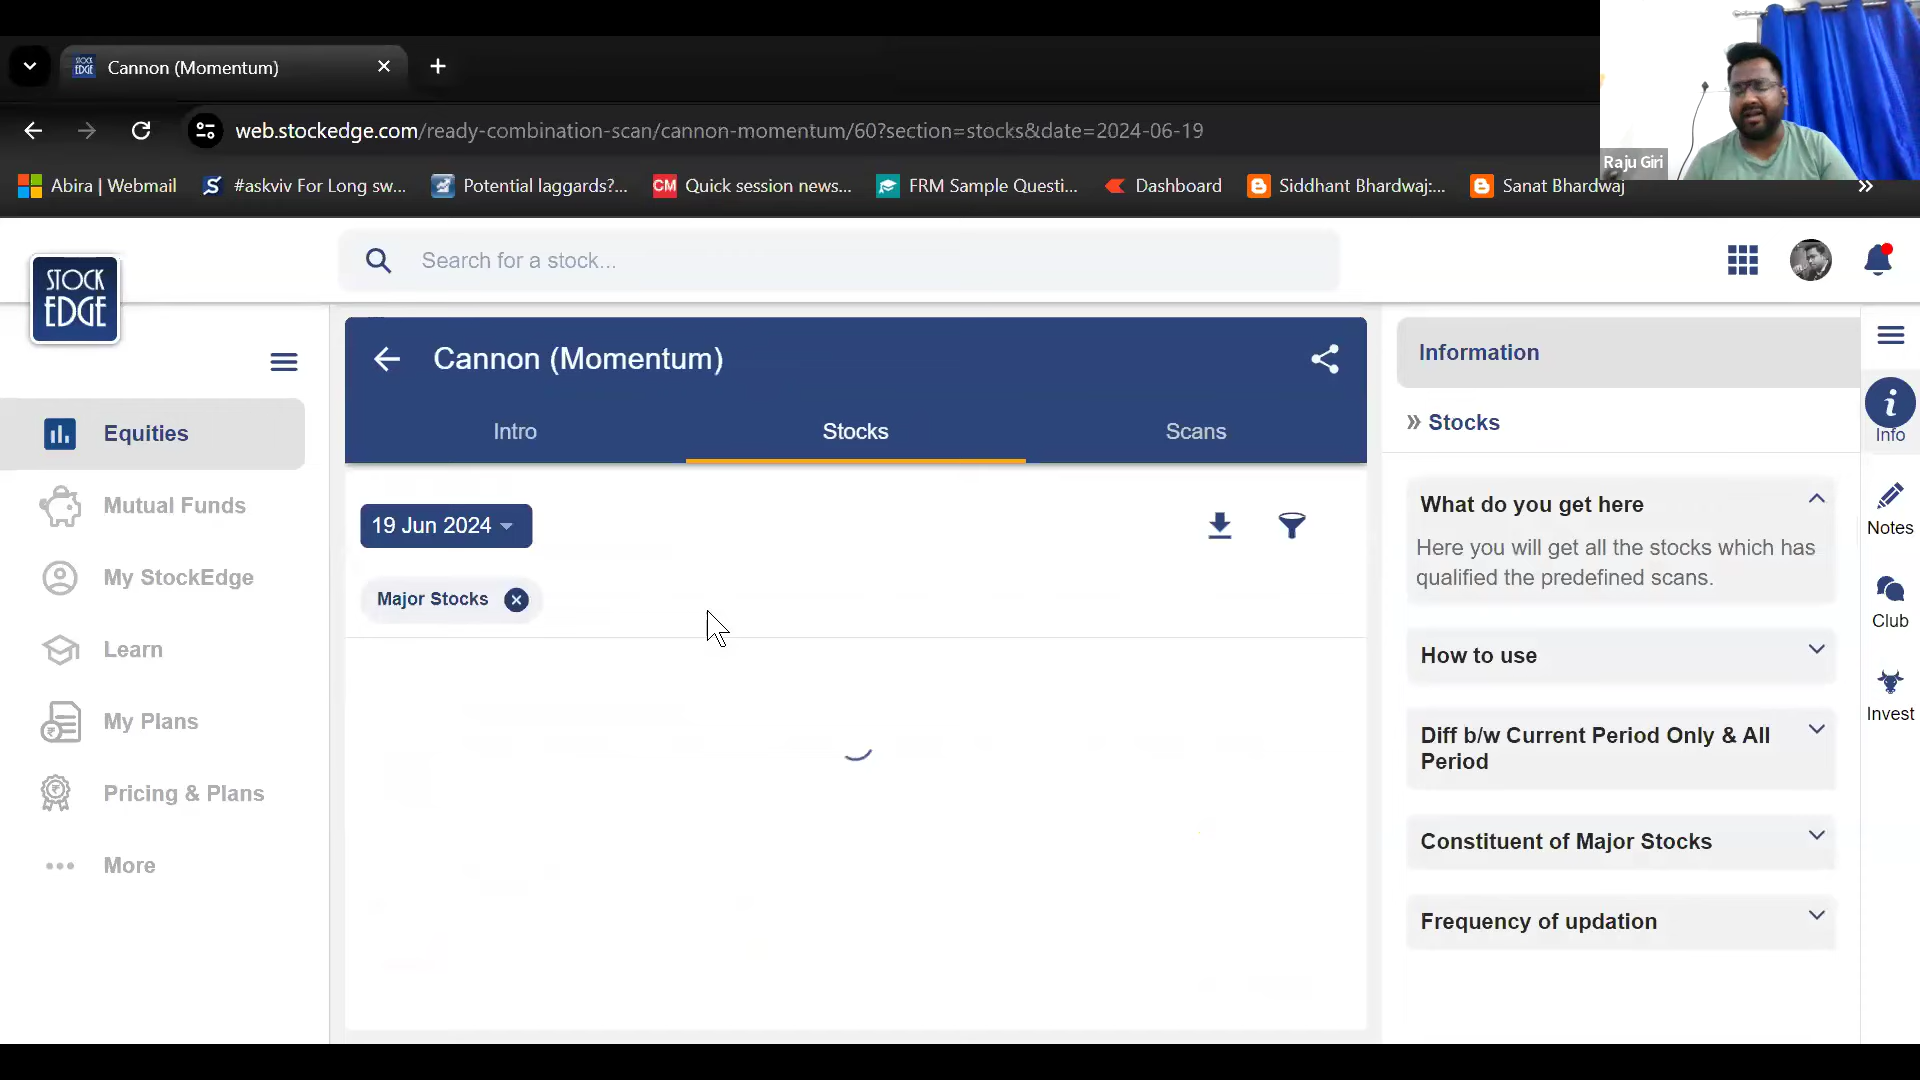 Cannon (Momentum)
web.stockedge.com/ready-combination-scan/cannon-momentum/60?section=stocks&date=2024-06-19
Raju Giri
Abira | Webmail
#askviv For Long sw...
Potential laggards?...
CM Quick session news...
FRM Sample Questi...
Dashboard
Siddhant Bhardwaj:...
Sanat Bhardwaj
STOCK
EDGE
Search for a stock...
Equities
Mutual Funds
My StockEdge
Learn
My Plans
Pricing & Plans
More
Cannon (Momentum)
Intro
Stocks
Scans
19 Jun 2024
Major Stocks
Information
Stocks
What do you get here
Here you will get all the stocks which has
qualified the predefined scans.
How to use
Diff b/w Current Period Only & All
Period
Constituent of Major Stocks
Frequency of updation
Info
Notes
Club
Invest